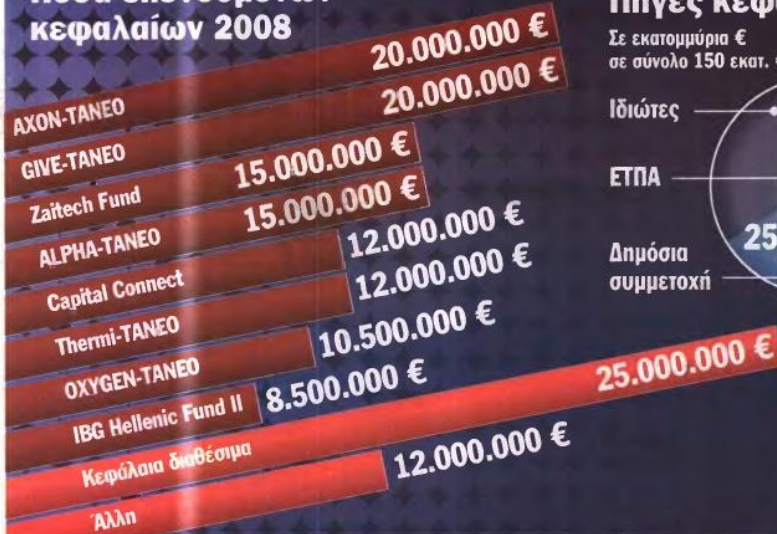 κεφαλαίων 2008
AXON-TANEO 20.000.000 €
GIVE-TANEO 20.000.000 €
Zaitech Fund 15.000.000 €
ALPHA-TANEO 15.000.000 €
Capital Connect 12.000.000 €
Thermi-TANEO 12.000.000 €
OXYGEN-TANEO 10.500.000 €
IBG Hellenic Fund II 8.500.000 €
Κεφάλαια διαθέσιμα 25.000.000 €
Άλλη 12.000.000 €
Πηγές
Σε εκατομμύρια €
σε σύνολο 150 εκατ.
Ιδιώτες
ΕΤΠΑ
Δημόσια
συμμετοχή
25